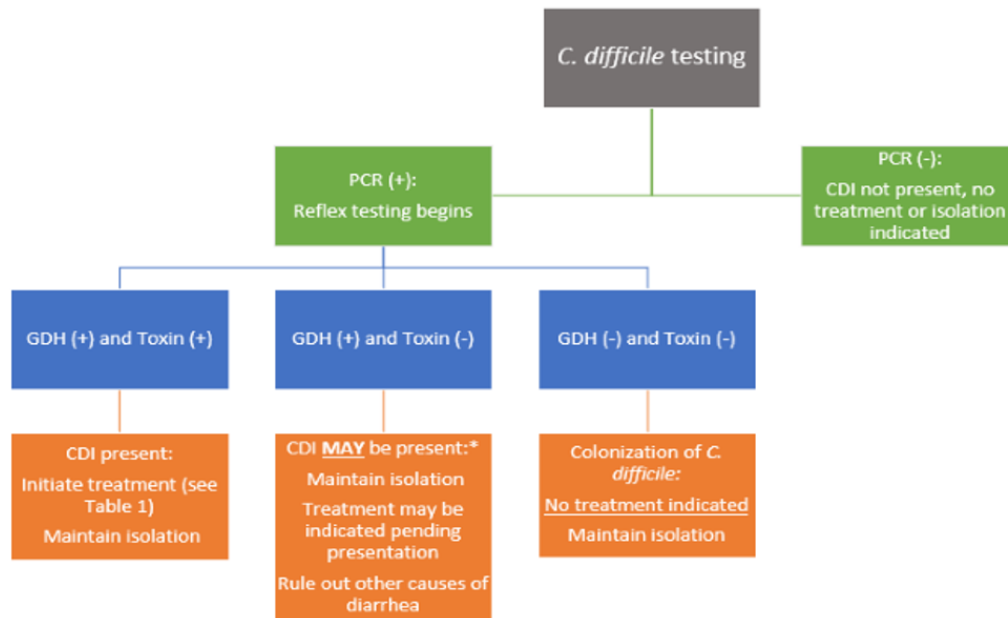 C. difficile testing
PCR (+):
Reflex testing begins
PCR (-):
CDI not present, no
treatment or isolation
indicated
GDH (+) and Toxin (+)
GDH (+) and Toxin (-)
GDH (-) and Toxin (-)
CDI present:
Initiate treatment (see
Table 1)
Maintain isolation
CDI MAY be present:*
Maintain isolation
Treatment may be
indicated pending
presentation
Rule out other causes of
diarrhea
Colonization of C.
difficile:
No treatment indicated
Maintain isolation